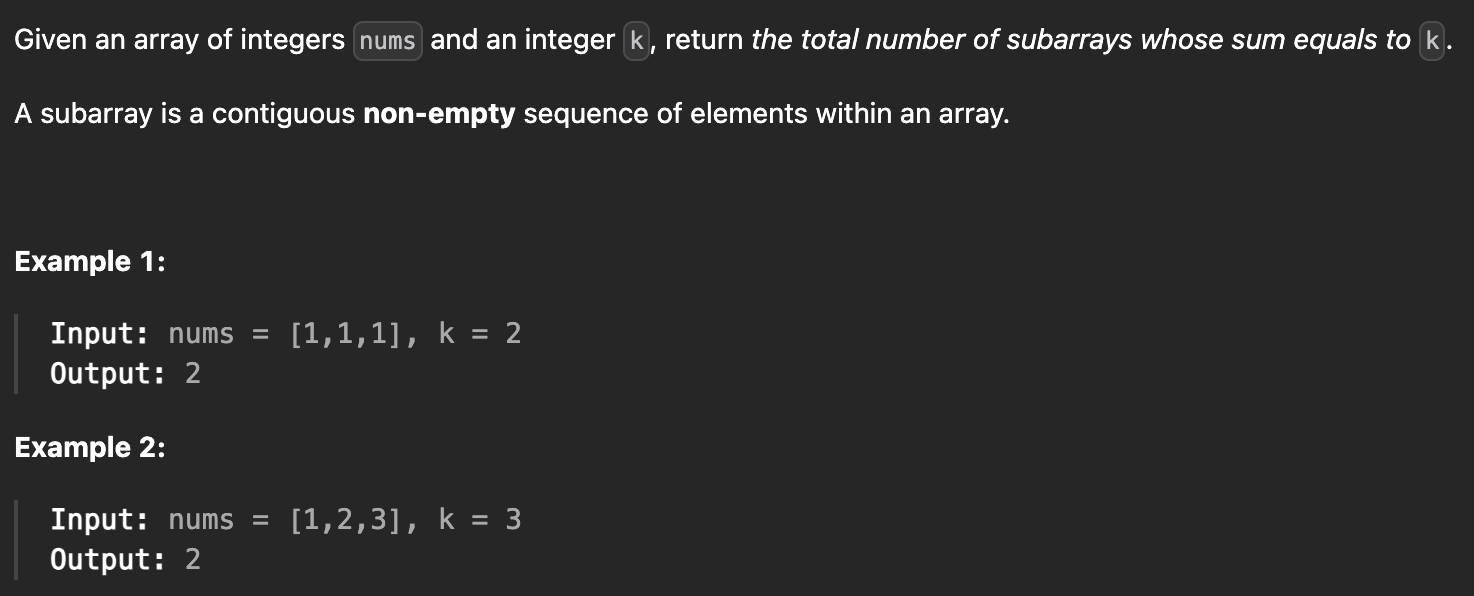 Given an array of integers nums and an integer k, return the total number of subarrays whose sum equals to k.
A subarray is a contiguous non-empty sequence of elements within an array.
Example 1:
Input: nums = [1,1,1], k = 2
Output: 2
Example 2:
Input: nums = [1,2,3], k = 3
Output: 2